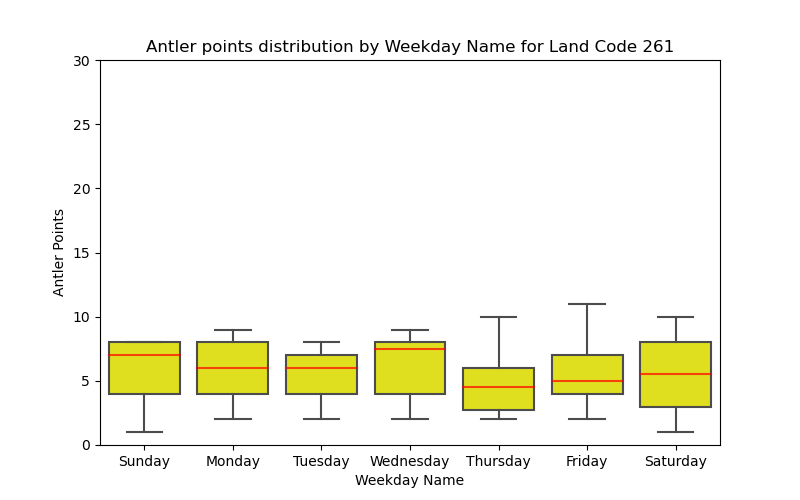 Antler points distribution by Weekday Name for Land Code 261
30
25
20
15
10
5
0
Antler Points
Sunday Monday Tuesday Wednesday Thursday Friday Saturday
Weekday Name